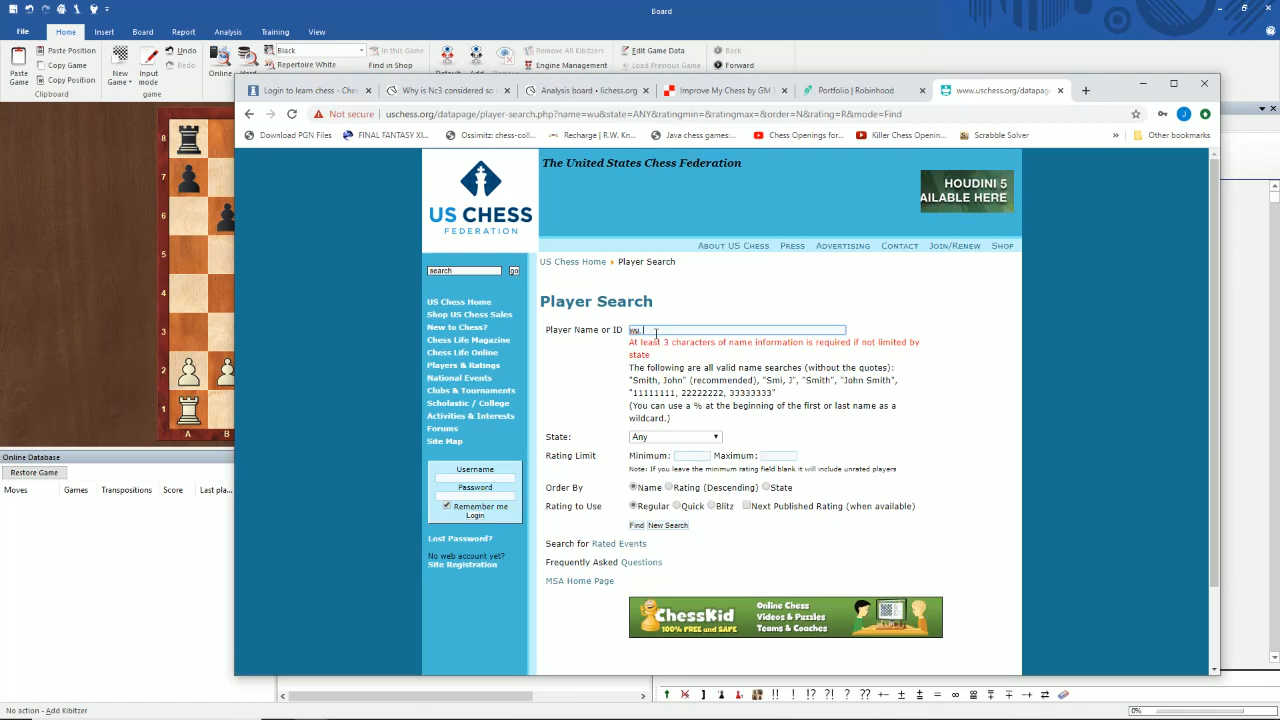 Board
File
Home
Insert
Board
Report
Analysis
Training
View
Paste Game
Paste Position
Copy Game
Copy Position
Clipboard
New Game
Input mode
game
Undo
Redo
Online
Black
Repertoire White
In this Game
Find in Shop
Remove All Kibitzers
Engine Management
Edit Game Data
Load Previous Game
Back
Forward
Login to learn chess - Ches
Why is Nc3 considered so
Analysis board • lichess.org
Improve My Chess by GM
Portfolio | Robinhood
www.uschess.org/datapage
Not secure
uschess.org/datapage/player-search.php?name=wu&state=ANY&ratingmin=&ratingmax=&order=N&rating=R&mode=Find
Download PGN Files
FINAL FANTASY XI...
Ossimitz: chess-coll...
Recharge | R.W. Kn...
Java chess games:...
Chess Openings for...
Killer Chess Openin...
Scrabble Solver
»
Other bookmarks
US CHESS
FEDERATION
The United States Chess Federation
HOUDINI 5
AILABLE HERE
About US Chess
Press
Advertising
Contact
Join/Renew
Shop
search
go
US Chess Home
Player Search
US Chess Home
Shop US Chess Sales
New to Chess?
Chess Life Magazine
Chess Life Online
Players & Ratings
National Events
Clubs & Tournaments
Scholastic / College
Activities & Interests
Forums
Site Map
Username
Password
Remember me
Login
Lost Password?
No web account yet?
Site Registration
Player Search
Player Name or ID
wu.
At least 3 characters of name information is required if not limited by
state
The following are all valid name searches (without the quotes):
"Smith, John" (recommended), "Smi, J", "Smith", "John Smith",
"11111111, 22222222, 33333333"
(You can use a % at the beginning of the first or last name as a
wildcard.)
State:
Any
Rating Limit
Minimum:
Maximum:
Note: If you leave the minimum rating field blank it will include unrated players
Order By
Name
Rating (Descending)
State
Rating to Use
Regular
Quick
Blitz
Next Published Rating (when available)
Find
New Search
Search for Rated Events
Frequently Asked Questions
MSA Home Page
ChessKid
100% FREE and SAFE
Online Chess
Videos & Puzzles
Teams & Coaches
8
7
6
5
4
3
2
1
A
B
Online Database
Restore Game
Moves
Games
Transpositions
Score
Last pla...
!! ! !? ?! ? ??
No action - Add Kibitzer
0%